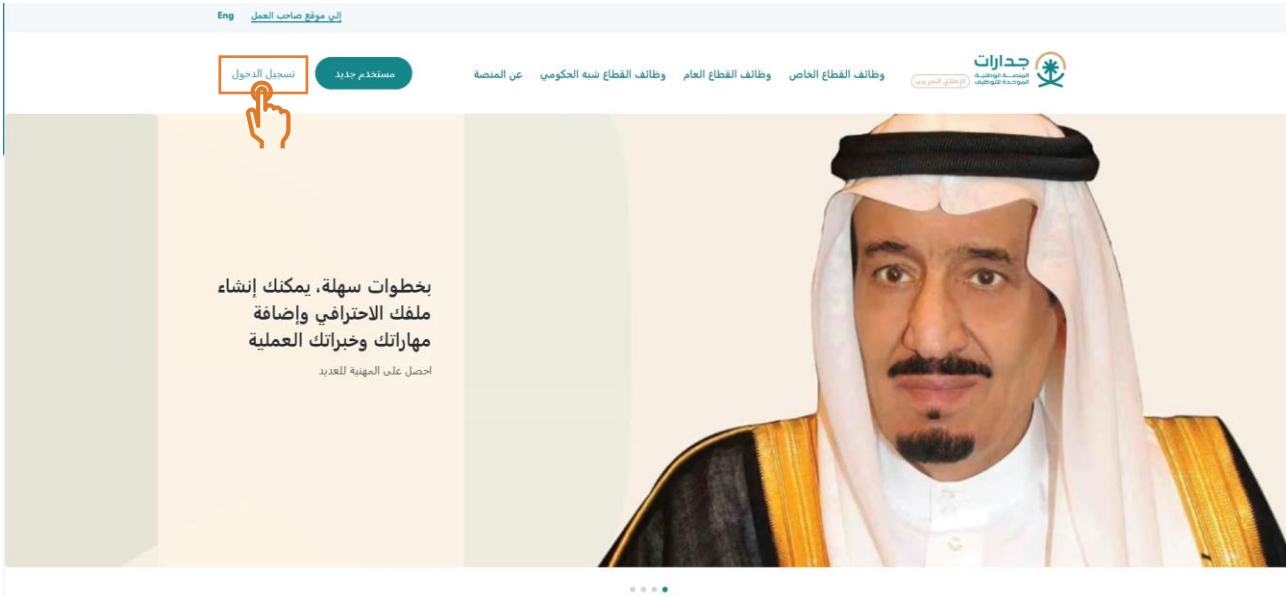 إلى موقع صاحب العمل Eng
جدارات
المنصة الوطنية
الموحدة للتوظيف
(الإطلاق التجريبي)
وظائف القطاع الخاص وظائف القطاع العام وظائف القطاع شبه الحكومي عن المنصة
مستخدم جديد
تسجيل الدخول
بخطوات سهلة، يمكنك إنشاء
ملفك الاحترافي وإضافة
مهاراتك وخبراتك العملية
احصل على المهنية للعديد